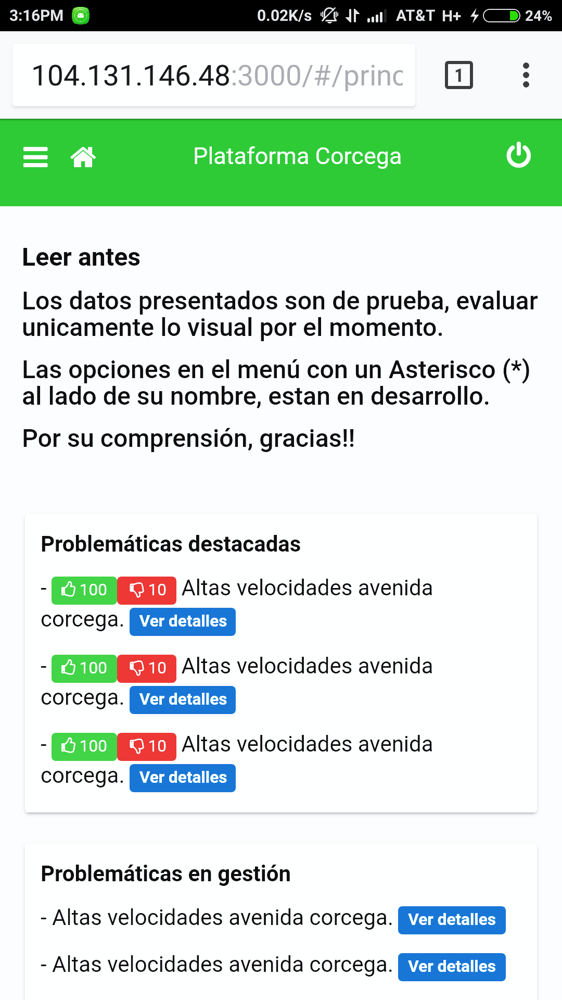 3:16PM 0.02K/s AT&T H+ 24%
104.131.146.48:3000/#/princ 1
Plataforma Corcega
Leer antes
Los datos presentados son de prueba, evaluar
unicamente lo visual por el momento.
Las opciones en el menú con un Asterisco (*)
al lado de su nombre, estan en desarrollo.
Por su comprensión, gracias!!
Problemáticas destacadas
- 100 10 Altas velocidades avenida
corcega. Ver detalles
- 100 10 Altas velocidades avenida
corcega. Ver detalles
- 100 10 Altas velocidades avenida
corcega. Ver detalles
Problemáticas en gestión
- Altas velocidades avenida corcega. Ver detalles
- Altas velocidades avenida corcega. Ver detalles